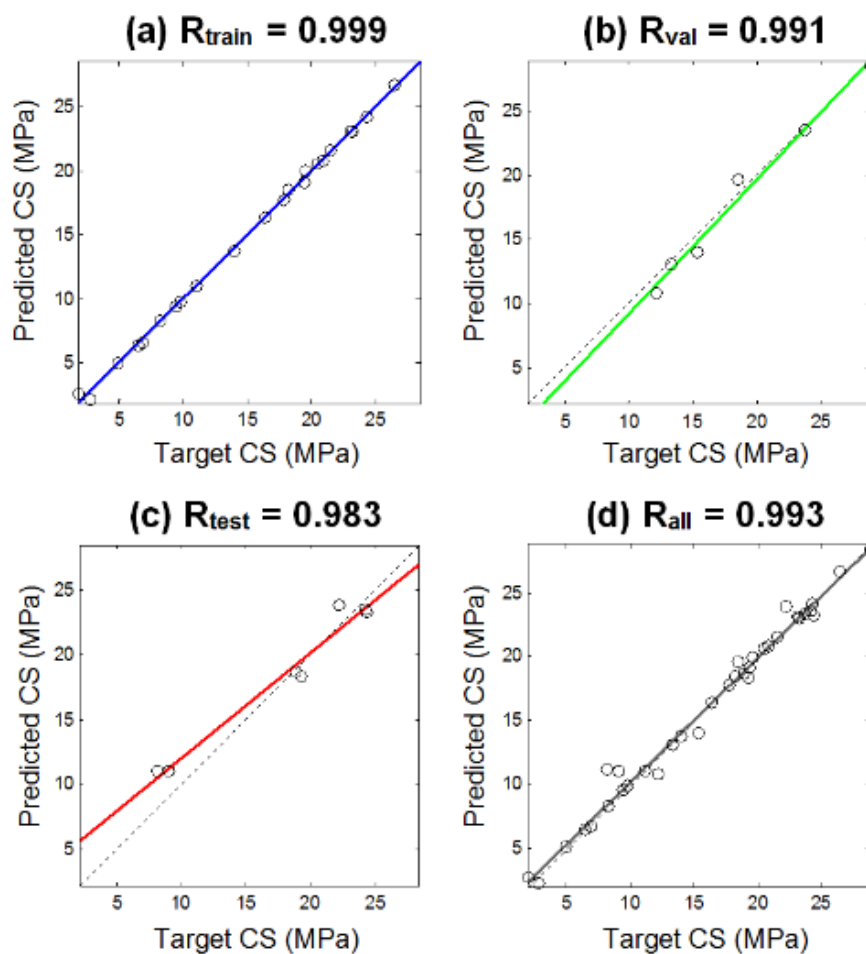 (a) Rtrain = 0.999
Predicted CS (MPa)
25
20
15
10
5
5 10 15 20 25
Target CS (MPa)
(b) Rval = 0.991
Predicted CS (MPa)
25
20
15
10
5
5 10 15 20 25
Target CS (MPa)
(c) Rtest = 0.983
Predicted CS (MPa)
25
20
15
10
5
5 10 15 20 25
Target CS (MPa)
(d) Rall = 0.993
Predicted CS (MPa)
25
20
15
10
5
5 10 15 20 25
Target CS (MPa)